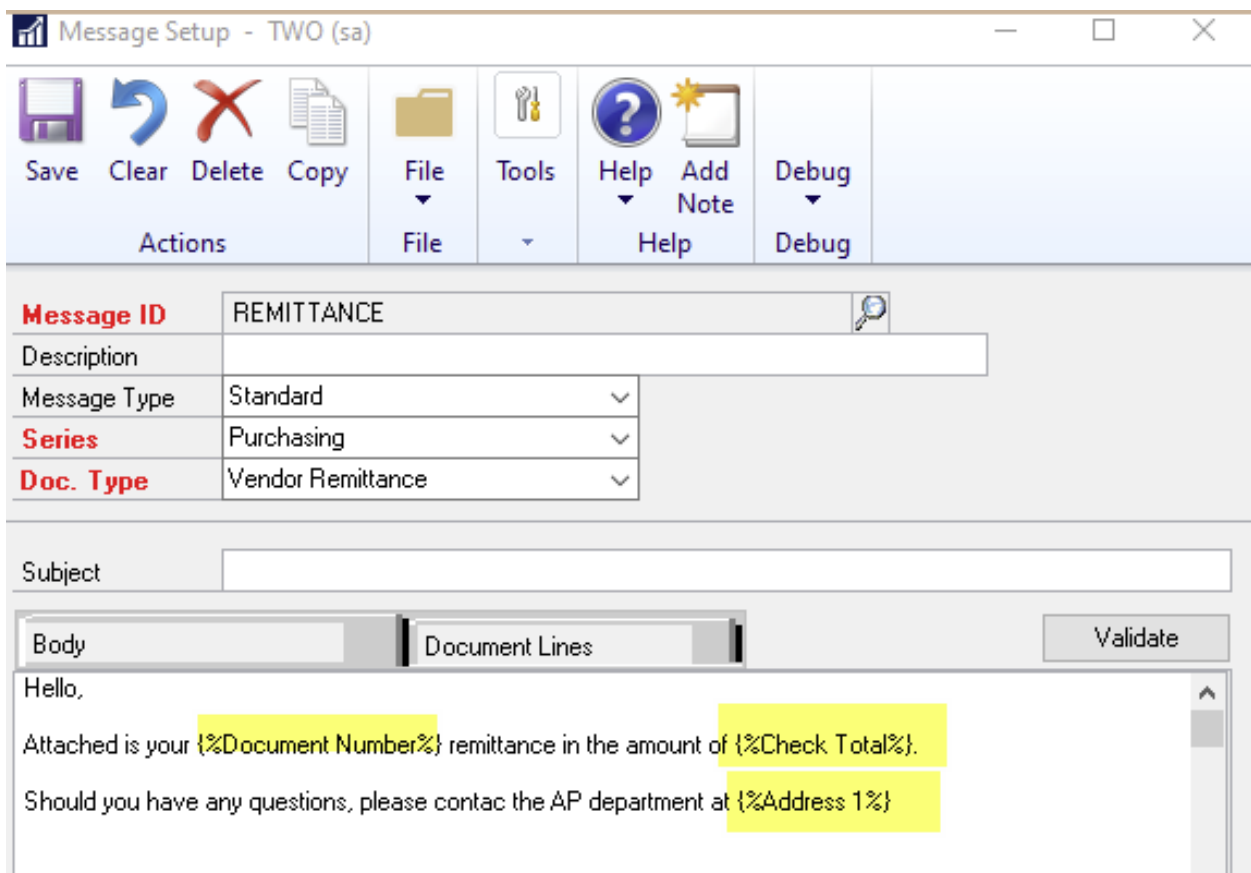 Message Setup - TWO (sa)
Save Clear Delete Copy File Tools Help Add Note Debug
Actions File Help Debug
Message ID REMITTANCE
Description
Message Type Standard
Series Purchasing
Doc. Type Vendor Remittance
Subject
Body Document Lines Validate
Hello,
Attached is your {%Document Number%} remittance in the amount of {%Check Total%}.
Should you have any questions, please contac the AP department at {%Address 1%}